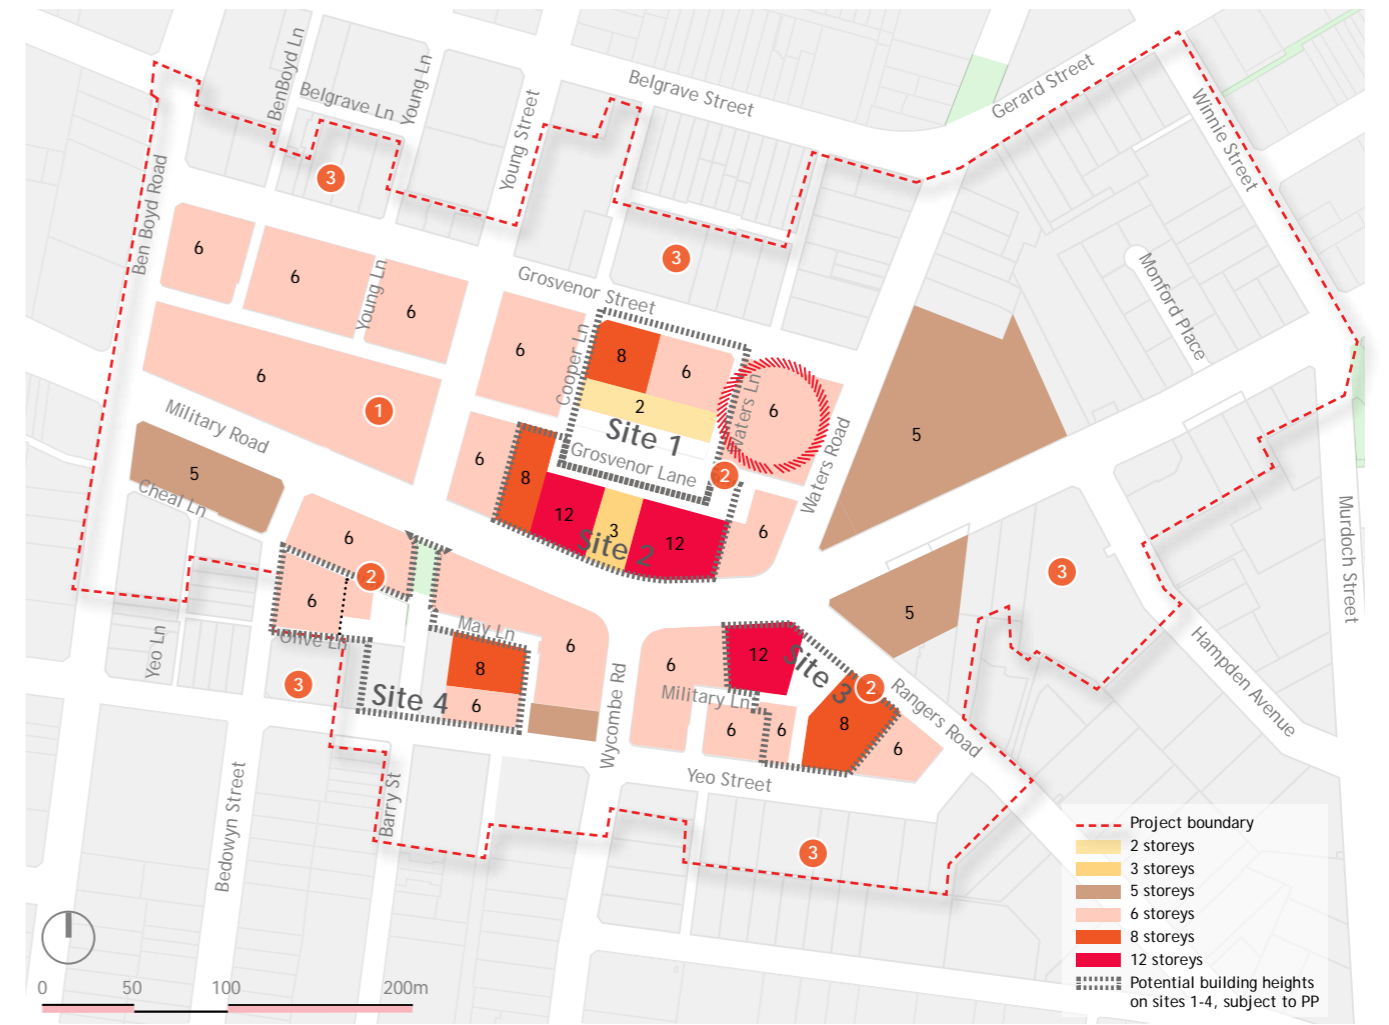 BenBoyd Ln
Belgrave Ln
Young Ln
Young Street
Belgrave Street
Gerard Street
Winnie Street
Ben Boyd Road
3
3
6
6
Young Ln
6
Grosvenor Street
Monford Place
6
Cooper Ln
8
6
2
Waters Ln
6
Waters Road
5
6
1
Military Road
Site 1
Grosvenor Lane
2
5
Cheal Ln
6
8
12
3
12
Site 2
6
6
2
6
Olive Ln
May Ln
6
8
6
Site 4
3
Yeo Ln
5
3
Murdoch Street
Hampden Avenue
6
12
Site 3
2
Military Ln
6
6
8
6
Rangers Road
Wycombe Rd
Yeo Street
Barry St
Bedowyn Street
3
Project boundary
2 storeys
3 storeys
5 storeys
6 storeys
8 storeys
12 storeys
Potential building heights
on sites 1-4, subject to PP
0 50 100 200m